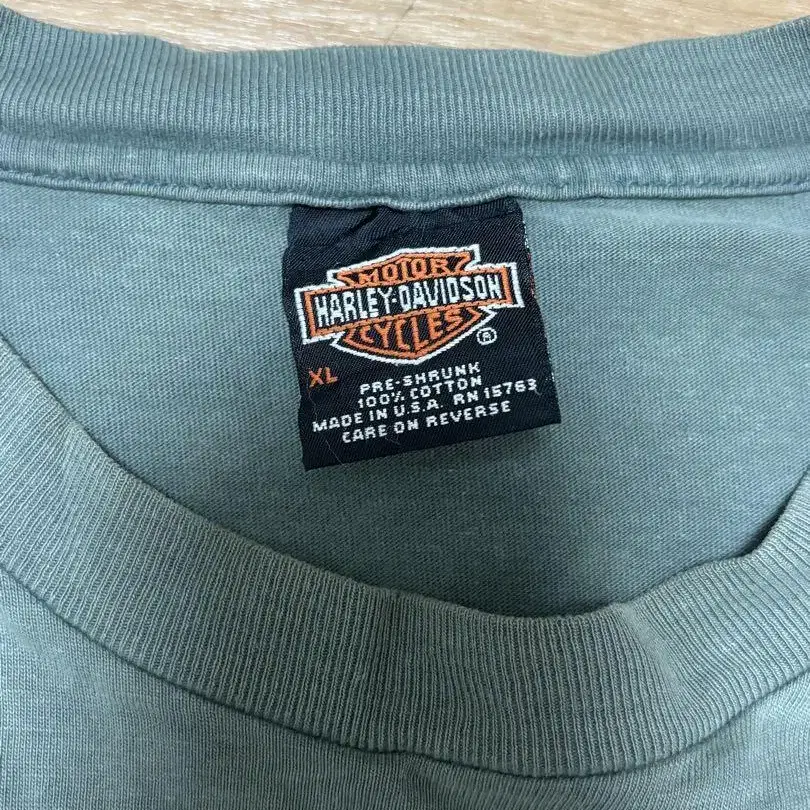 MOTOR
HARLEY-DAVIDSON
CYCLES
®
XL
PRE-SHRUNK
100% COTTON
MADE IN U.S.A. RN 15763
CARE ON REVERSE